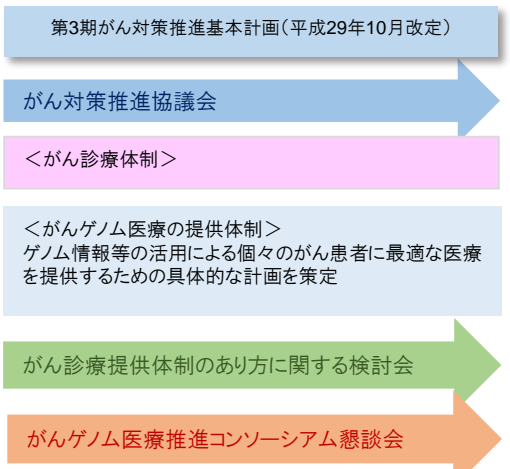 第3期がん対策推進基本計画（平成29年10月改定）
がん対策推進協議会
＜がん診療体制＞
＜がんゲノム医療の提供体制＞
ゲノム情報等の活用による個々のがん患者に最適な医療
を提供するための具体的な計画を策定
がん診療提供体制のあり方に関する検討会
がんゲノム医療推進コンソーシアム懇談会